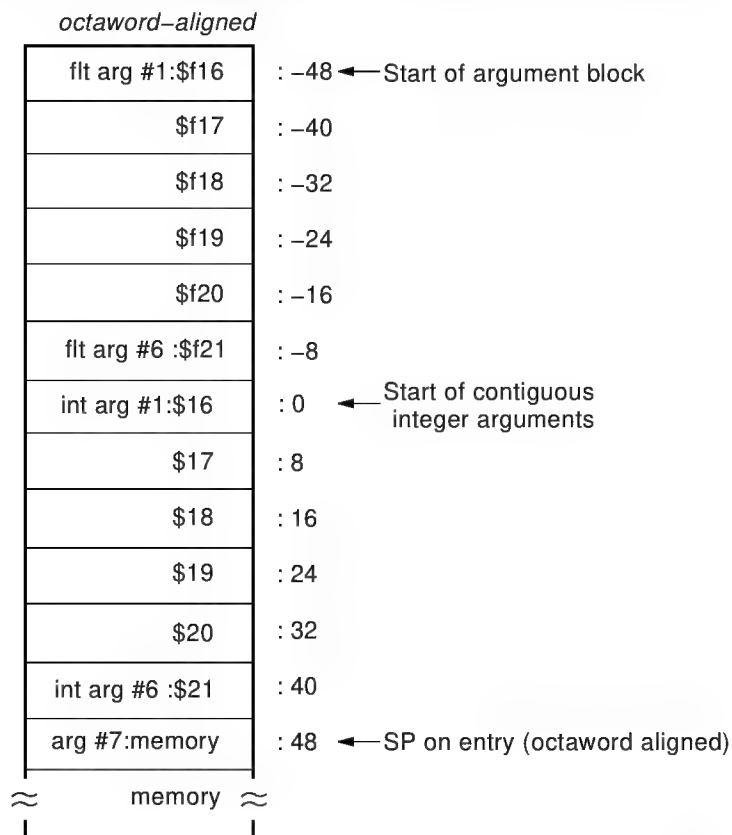 octaword–aligned
flt arg #1:$f16 : –48 Start of argument block
$f17 : –40
$f18 : –32
$f19 : –24
$f20 : –16
flt arg #6 :$f21 : –8
int arg #1:$16 : 0 Start of contiguous
integer arguments
$17 : 8
$18 : 16
$19 : 24
$20 : 32
int arg #6 :$21 : 40
arg #7:memory : 48 SP on entry (octaword aligned)
memory